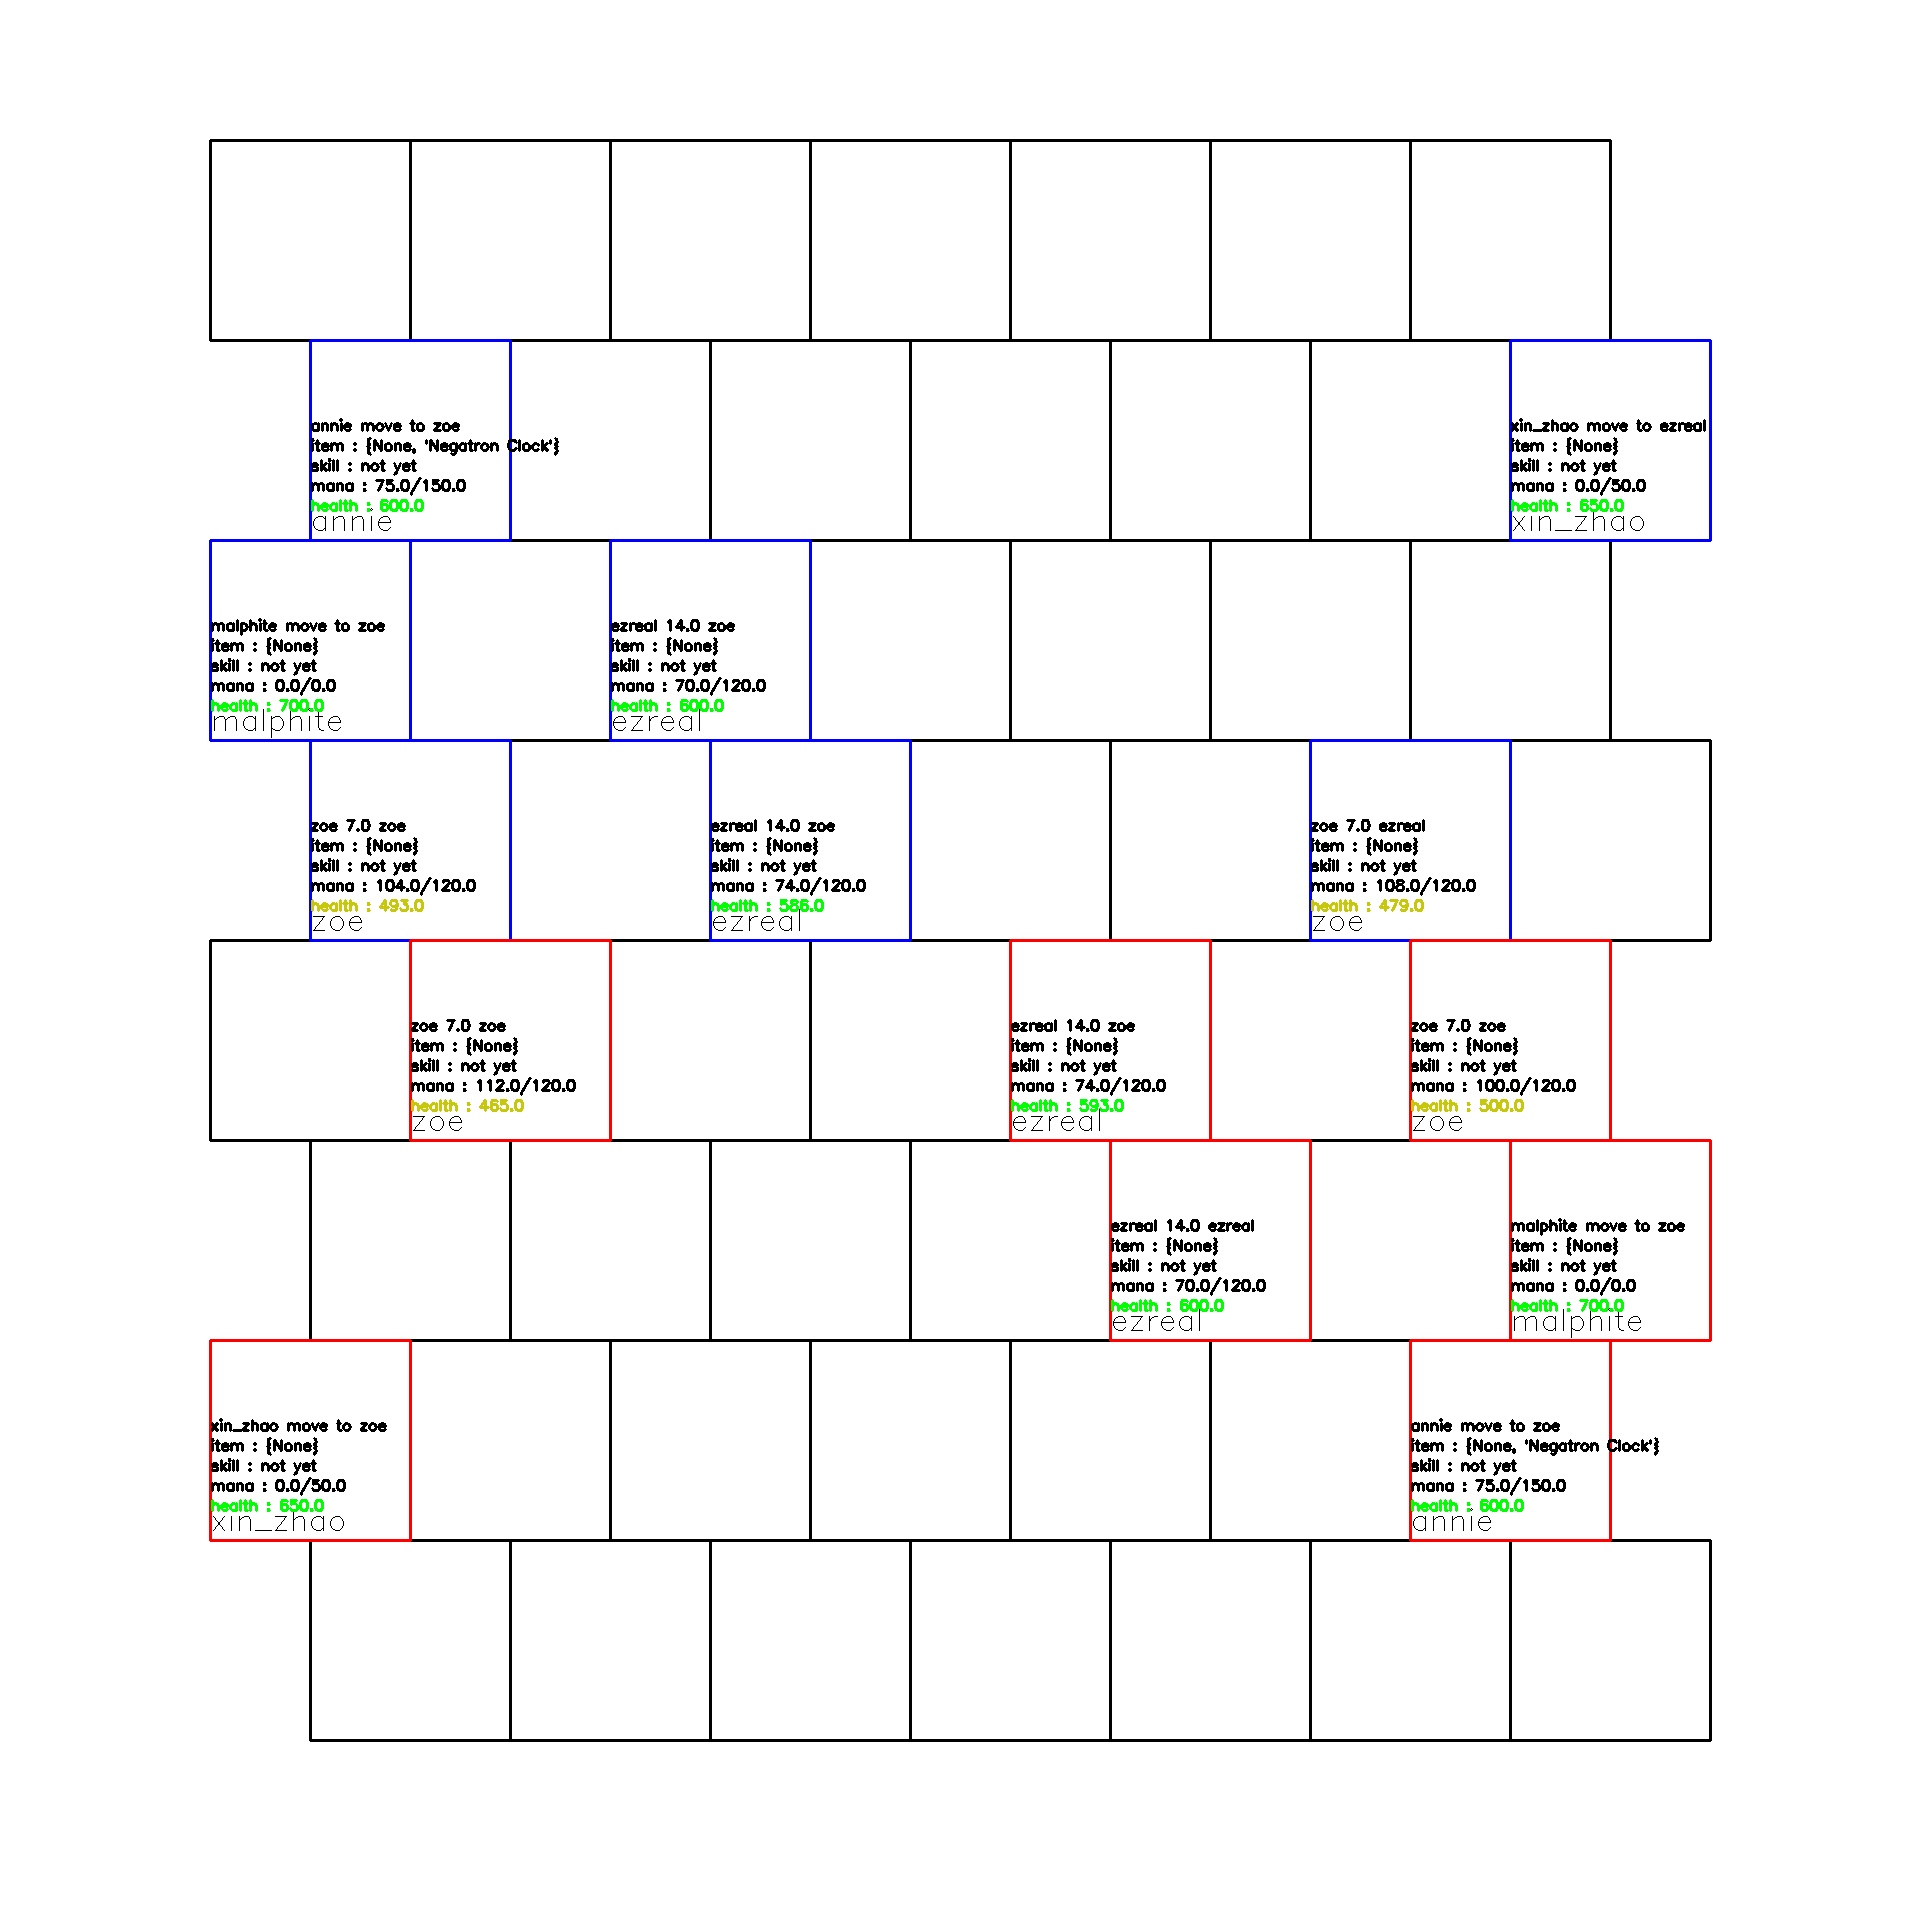 annie move to zoe
item : {None, 'Negatron Clock'}
skill : not yet
mana : 75.0/150.0
health : 600.0
annie
xin_zhao move to ezreal
item : {None}
skill : not yet
mana : 0.0/50.0
health : 650.0
xin_zhao
malphite move to zoe
item : {None}
skill : not yet
mana : 0.0/0.0
health : 700.0
malphite
ezreal 14.0 zoe
item : {None}
skill : not yet
mana : 70.0/120.0
health : 600.0
ezreal
zoe 7.0 zoe
item : {None}
skill : not yet
mana : 104.0/120.0
health : 493.0
zoe
ezreal 14.0 zoe
item : {None}
skill : not yet
mana : 74.0/120.0
health : 586.0
ezreal
zoe 7.0 ezreal
item : {None}
skill : not yet
mana : 108.0/120.0
health : 479.0
zoe
zoe 7.0 zoe
item : {None}
skill : not yet
mana : 112.0/120.0
health : 465.0
zoe
ezreal 14.0 zoe
item : {None}
skill : not yet
mana : 74.0/120.0
health : 593.0
ezreal
zoe 7.0 zoe
item : {None}
skill : not yet
mana : 100.0/120.0
health : 500.0
zoe
ezreal 14.0 ezreal
item : {None}
skill : not yet
mana : 70.0/120.0
health : 600.0
ezreal
malphite move to zoe
item : {None}
skill : not yet
mana : 0.0/0.0
health : 700.0
malphite
xin_zhao move to zoe
item : {None}
skill : not yet
mana : 0.0/50.0
health : 650.0
xin_zhao
annie move to zoe
item : {None, 'Negatron Clock'}
skill : not yet
mana : 75.0/150.0
health : 600.0
annie